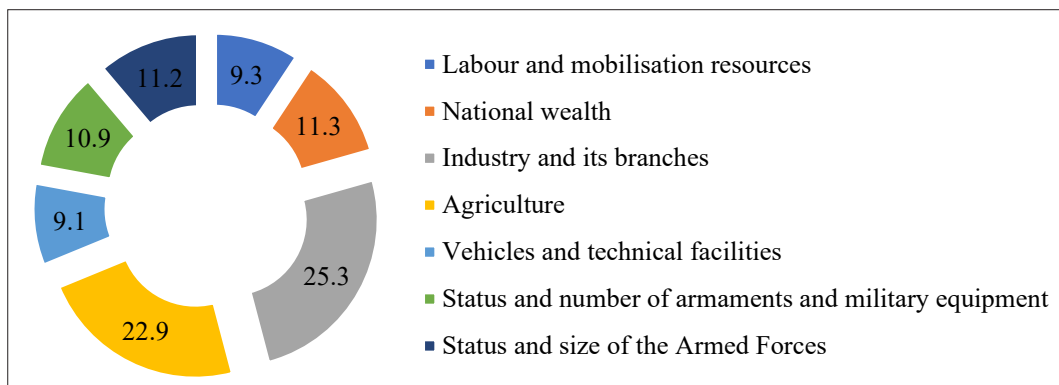 11.2
9.3
10.9
11.3
9.1
25.3
22.9
Labour and mobilisation resources
National wealth
Industry and its branches
Agriculture
Vehicles and technical facilities
Status and number of armaments and military equipment
Status and size of the Armed Forces